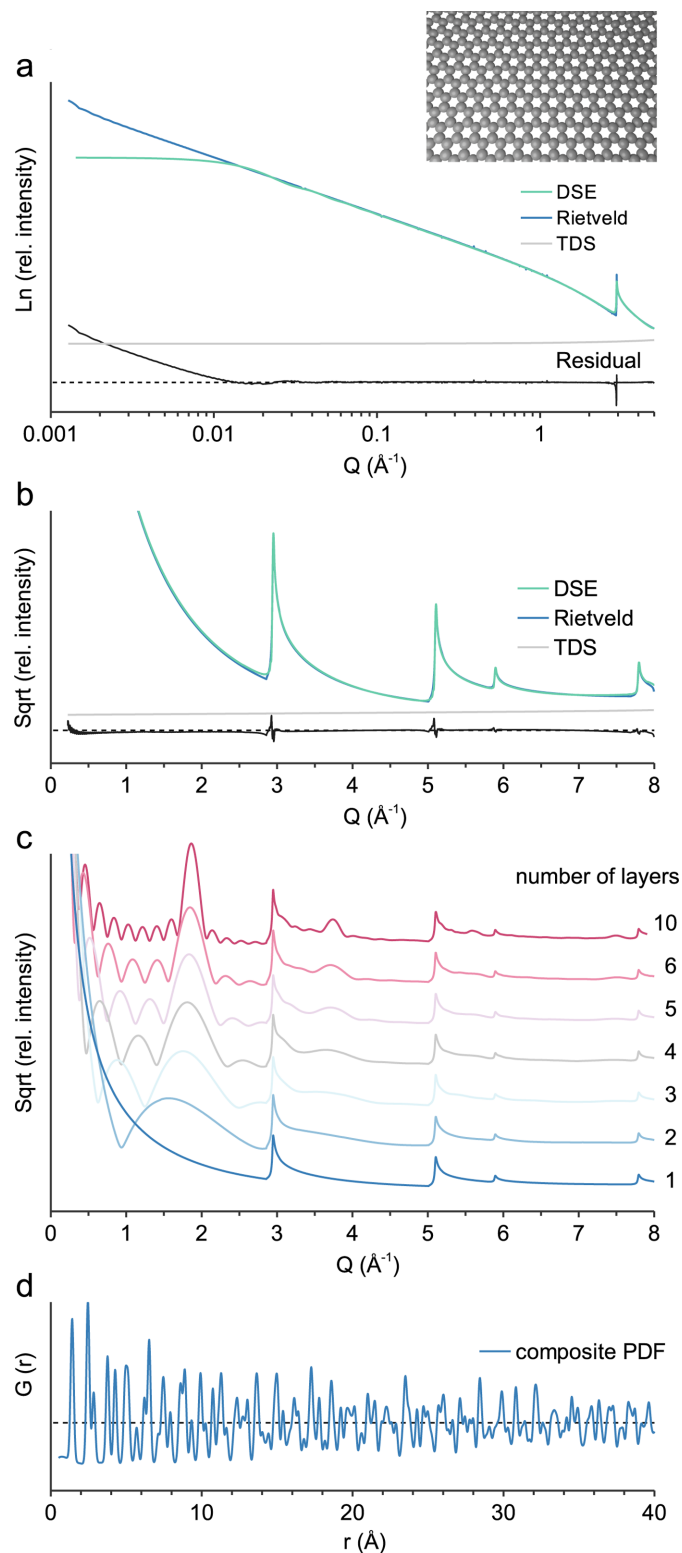 a
Ln (rel. intensity)
DSE
Rietveld
TDS
Residual
0.001 0.01 0.1 1
Q (Å-1)
b
Sqrt (rel. intensity)
DSE
Rietveld
TDS
0 1 2 3 4 5 6 7 8
Q (Å-1)
c
Sqrt (rel. intensity)
number of layers
10
6
5
4
3
2
1
0 1 2 3 4 5 6 7 8
Q (Å-1)
d
G (r)
composite PDF
0 10 20 30 40
r (Å)